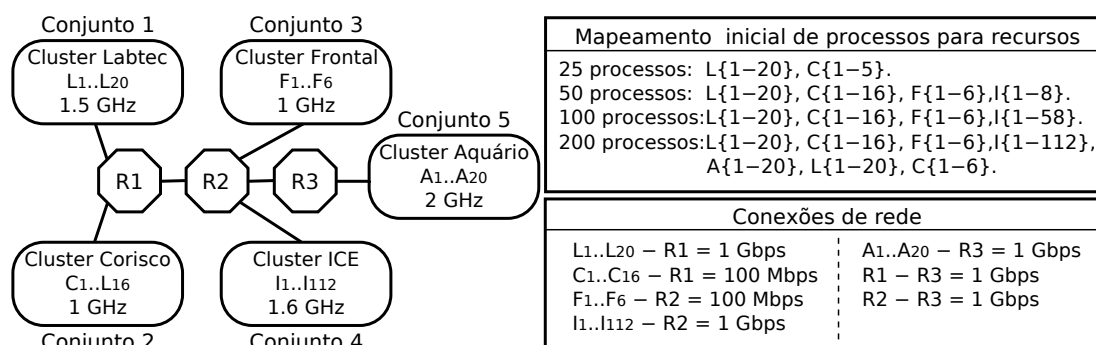 Conjunto 1
Cluster Labtec
L1..L20
1.5 GHz
Conjunto 3
Cluster Frontal
F1..F6
1 GHz
Conjunto 5
Cluster Aquário
A1..A20
2 GHz
R1
R2
R3
Cluster Corisco
C1..L16
1 GHz
Conjunto 2
Cluster ICE
I1..I112
1.6 GHz
Conjunto 4
Mapeamento inicial de processos para recursos
25 processos: L{1−20}, C{1−5}.
50 processos: L{1−20}, C{1−16}, F{1−6},I{1−8}.
100 processos:L{1−20}, C{1−16}, F{1−6},I{1−58}.
200 processos:L{1−20}, C{1−16}, F{1−6},I{1−112},
A{1−20}, L{1−20}, C{1−6}.
Conexões de rede
L1..L20 − R1 = 1 Gbps
C1..C16 − R1 = 100 Mbps
F1..F6 − R2 = 100 Mbps
I1..I112 − R2 = 1 Gbps
A1..A20 − R3 = 1 Gbps
R1 − R3 = 1 Gbps
R2 − R3 = 1 Gbps